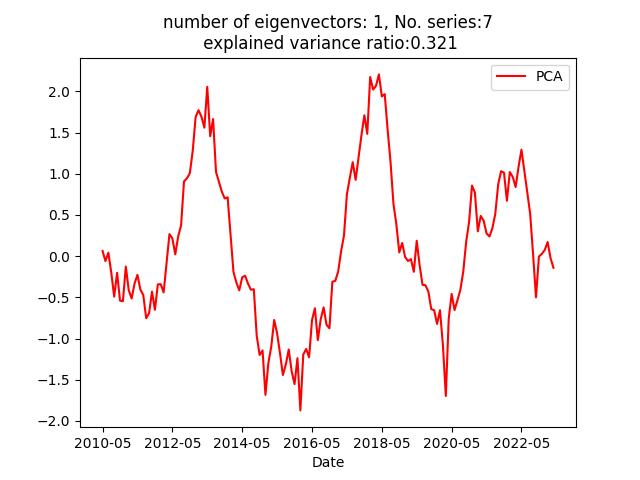 number of eigenvectors: 1, No. series:7
explained variance ratio:0.321
PCA
2.0
1.5
1.0
0.5
0.0
−0.5
−1.0
−1.5
−2.0
2010-05 2012-05 2014-05 2016-05 2018-05 2020-05 2022-05
Date